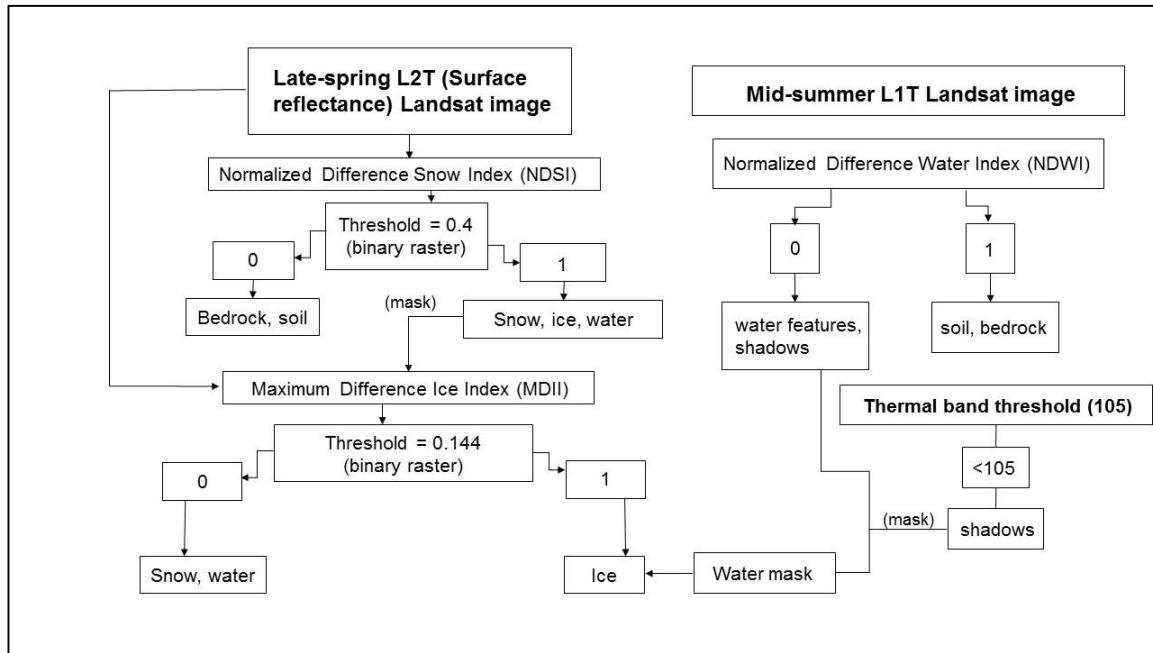 Late-spring L2T (Surface
reflectance) Landsat image
Normalized Difference Snow Index (NDSI)
Threshold = 0.4
(binary raster)
0
1
Bedrock, soil
(mask)
Snow, ice, water
Maximum Difference Ice Index (MDII)
Threshold = 0.144
(binary raster)
0
1
Snow, water
Ice
Mid-summer L1T Landsat image
Normalized Difference Water Index (NDWI)
0
1
water features,
shadows
soil, bedrock
Thermal band threshold (105)
<105
(mask)
shadows
Water mask